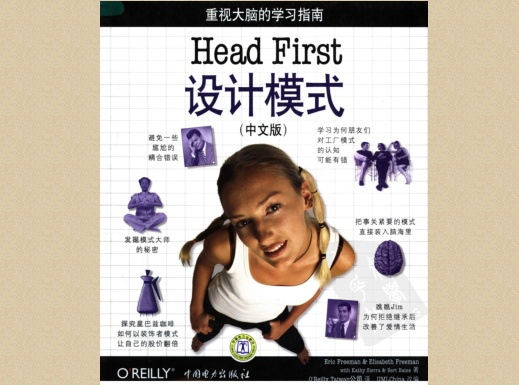 重视大脑的学习指南
Head First
设计模式
(中文版)
避免一些
尴尬的
耦合错误
学习为何朋友们
对工厂模式
的认知
可能有错
发掘模式大师
的秘密
把事关紧要的模式
直接装入脑海里
探究星巴兹咖啡
如何以装饰者模式
让自己的股价翻倍
瞧瞧Jim
为何拒绝继承后
改善了爱情生活
Eric Freeman & Elisabeth Freeman
with Kathy Sierra & Bert Bates 著
O'Reilly Taiwan公司 译 UMLChina 改编
O'REILLY
中国电力出版社